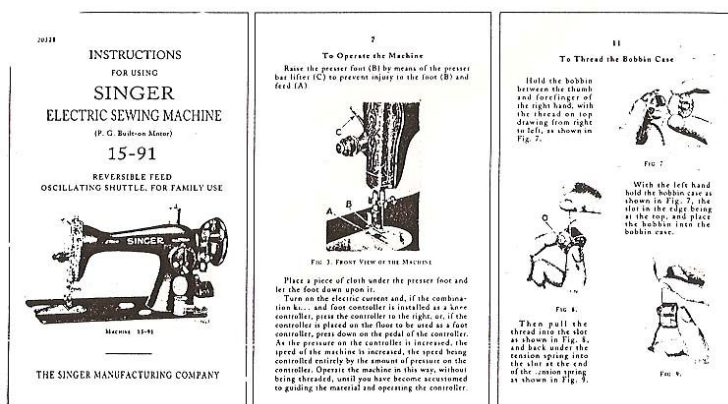 20321
INSTRUCTIONS
FOR USING
SINGER
ELECTRIC SEWING MACHINE
(P. G. Built-on Motor)
15-91
REVERSIBLE FEED
OSCILLATING SHUTTLE, FOR FAMILY USE
SINGER
MACHINE 15-91
THE SINGER MANUFACTURING COMPANY
7
To Operate the Machine
Raise the presser foot (B) by means of the presser
bar lifter (C) to prevent injury to the foot (B) and
feed (A)
C
B
A
FIG 3. FRONT VIEW OF THE MACHINE
Place a piece of cloth under the presser foot and
let the foot down upon it.
Turn on the electric current and, if the combina-
tion and foot controller is installed as a knee
controller, press the controller to the right, or, if the
controller is placed on the floor to be used as a foot
controller, press down on the pedal of the controller.
As the pressure on the controller is increased, the
speed of the machine is increased, the speed being
controlled entirely by the amount of pressure on the
controller. Operate the machine in this way, without
being threaded, until you have become accustomed
to guiding the material and operating the controller.
11
To Thread the Bobbin Case
Hold the bobbin
between the thumb
and forefinger of
the right hand, with
the thread on top
drawing from right
to left, as shown in
Fig. 7.
FIG 7
With the left hand
hold the bobbin case as
shown in Fig. 7, the
slot in the edge being
at the top, and place
the bobbin into the
bobbin case.
FIG 8.
Then pull the
thread into the slot
as shown in Fig. 8,
and back under the
tension spring into
the slot at the end
of the tension spring
as shown in Fig. 9.
FIG 9.